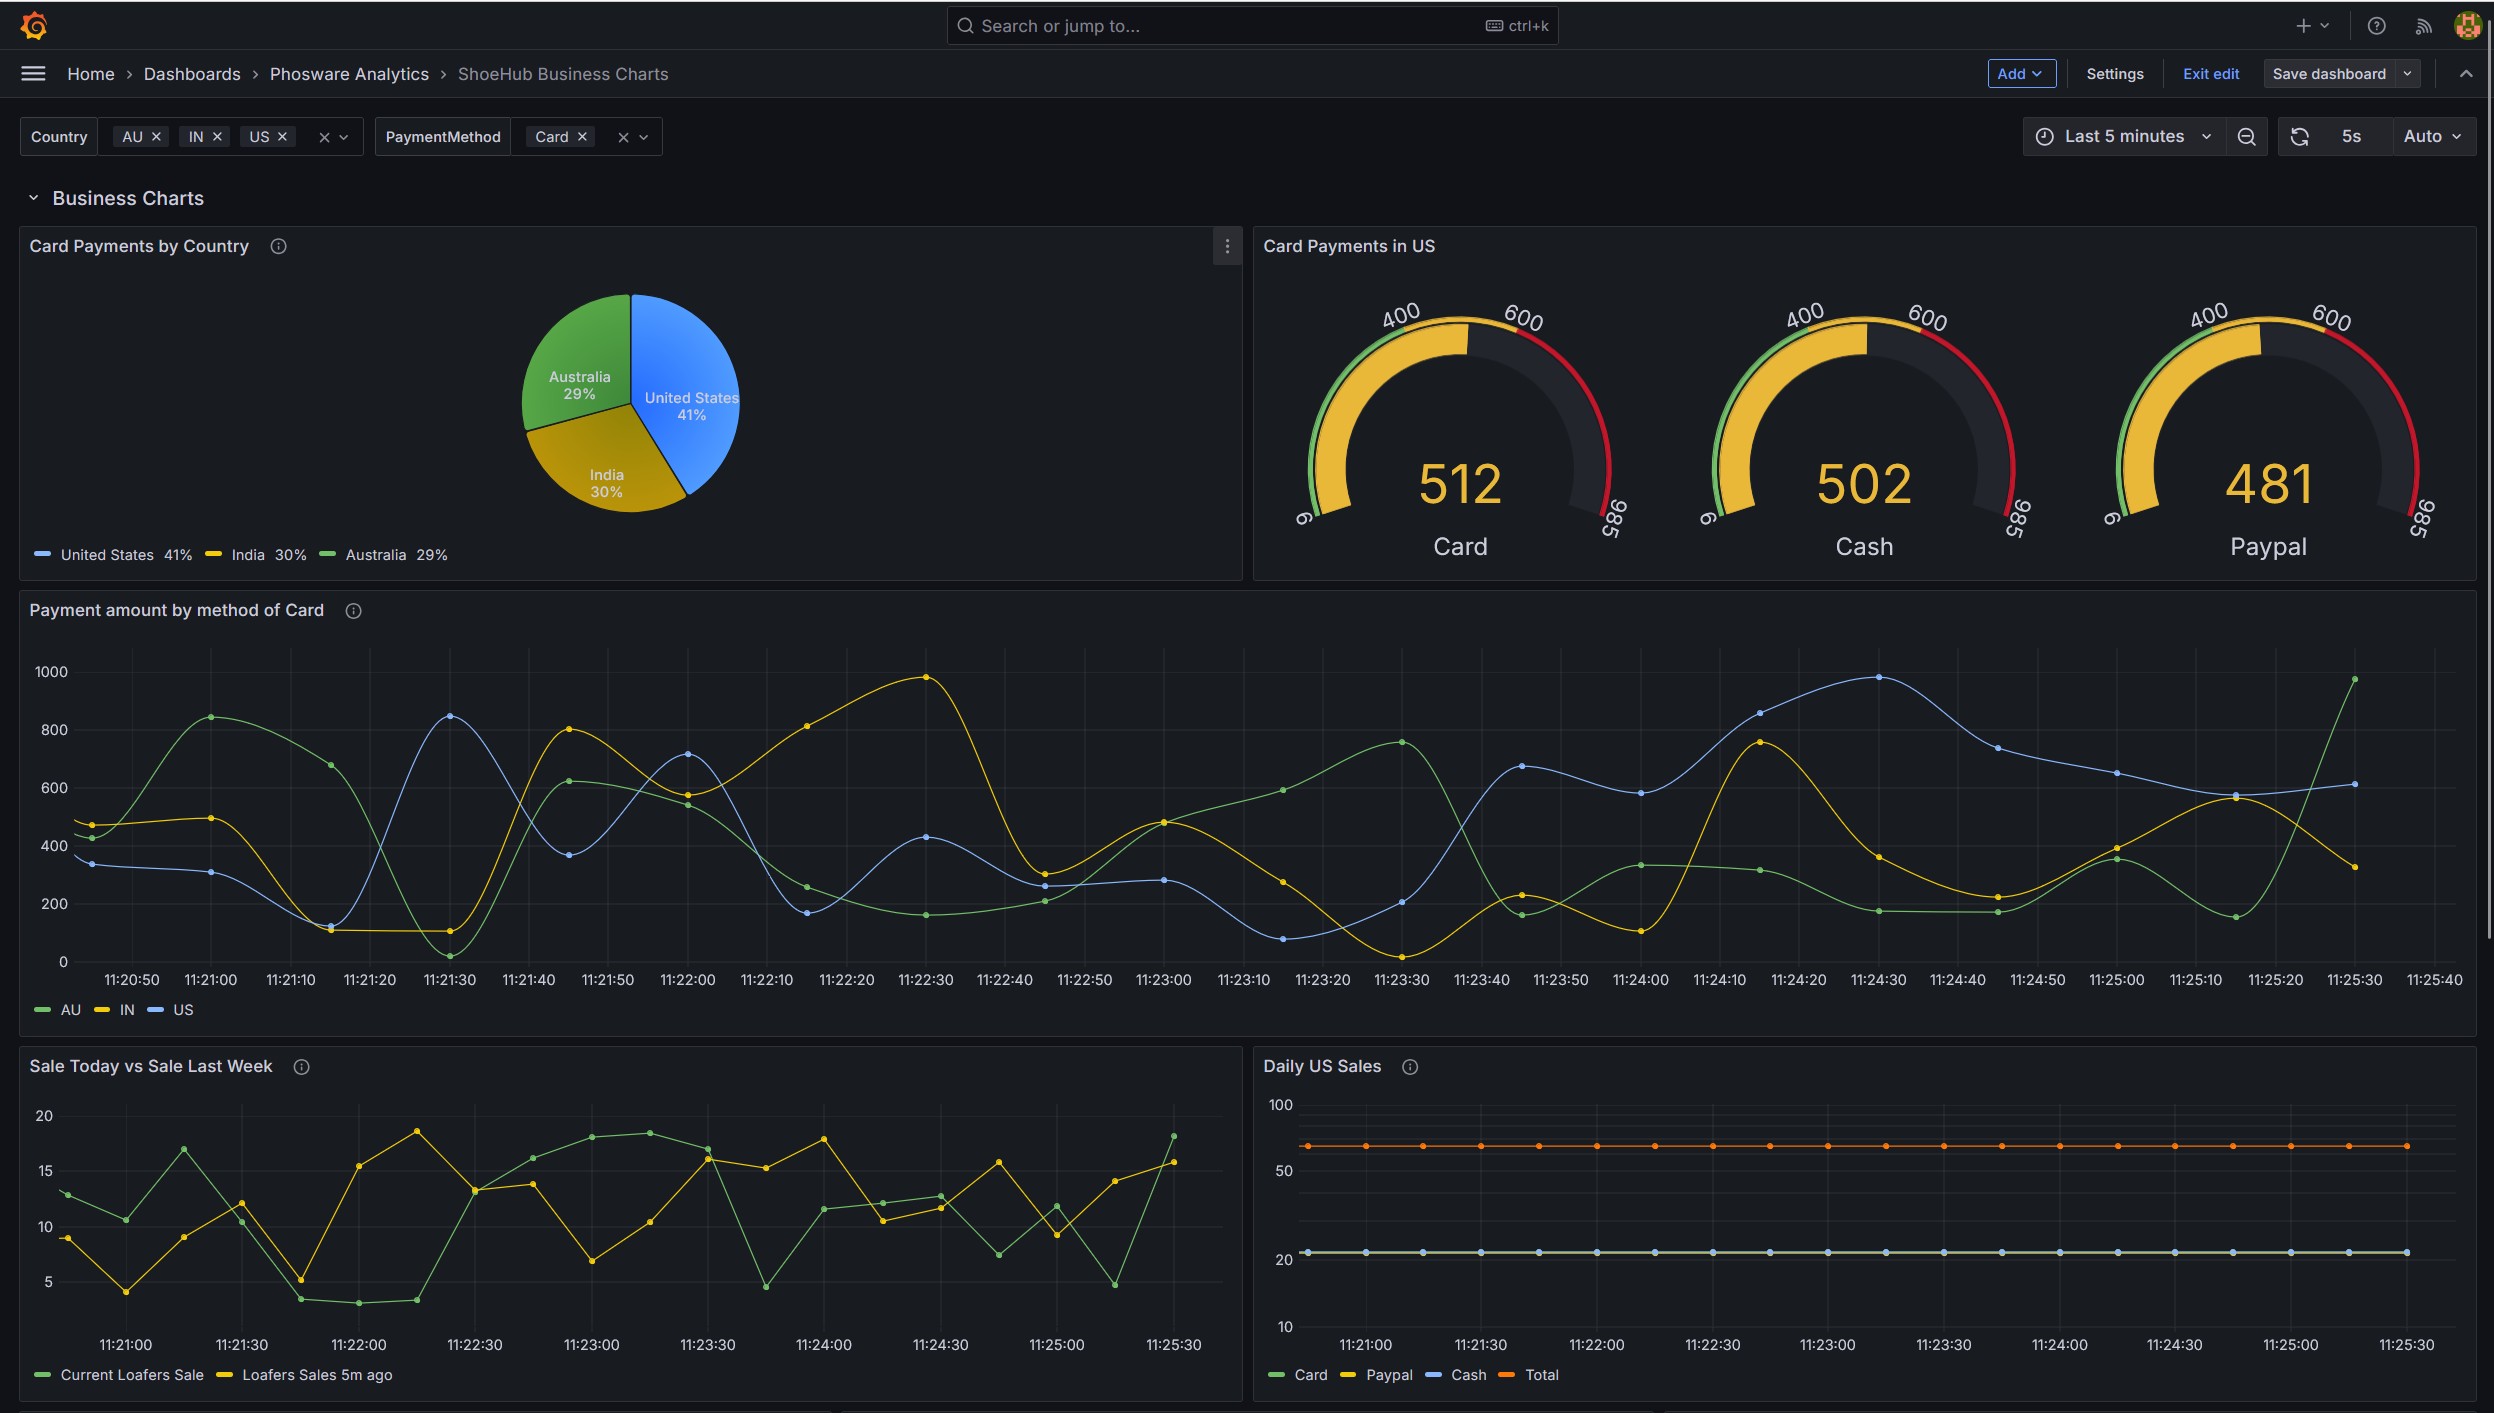 Search or jump to... ctrl+k
Home › Dashboards › Phosware Analytics › ShoeHub Business Charts
Add Settings Exit edit Save dashboard
Country AU IN US PaymentMethod Card Last 5 minutes 5s Auto
Business Charts
Card Payments by Country
Australia
29%
United States
41%
India
30%
United States 41% India 30% Australia 29%
Card Payments in US
400 600
6 985
512
Card
400 600
6 985
502
Cash
400 600
6 985
481
Paypal
Payment amount by method of Card
1000
800
600
400
200
0
11:20:50 11:21:00 11:21:10 11:21:20 11:21:30 11:21:40 11:21:50 11:22:00 11:22:10 11:22:20 11:22:30 11:22:40 11:22:50 11:23:00 11:23:10 11:23:20 11:23:30 11:23:40 11:23:50 11:24:00 11:24:10 11:24:20 11:24:30 11:24:40 11:24:50 11:25:00 11:25:10 11:25:20 11:25:30 11:25:40
AU IN US
Sale Today vs Sale Last Week
20
15
10
5
11:21:00 11:21:30 11:22:00 11:22:30 11:23:00 11:23:30 11:24:00 11:24:30 11:25:00 11:25:30
Current Loafers Sale Loafers Sales 5m ago
Daily US Sales
100
50
20
10
11:21:00 11:21:30 11:22:00 11:22:30 11:23:00 11:23:30 11:24:00 11:24:30 11:25:00 11:25:30
Card Paypal Cash Total